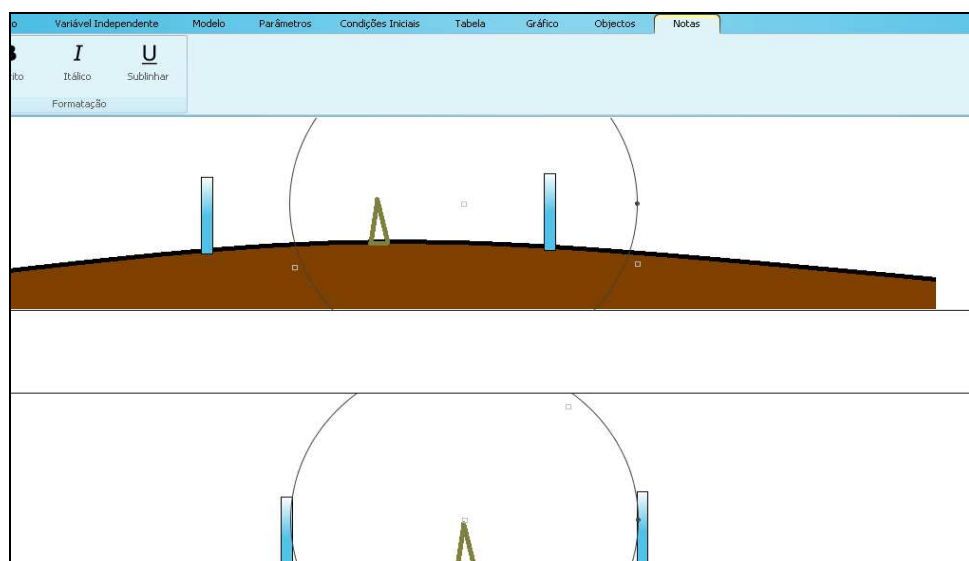 Variável Independente Modelo Parâmetros Condições Iniciais Tabela Gráfico Objectos Notas
I U
Itálico Sublinhar
Formatação